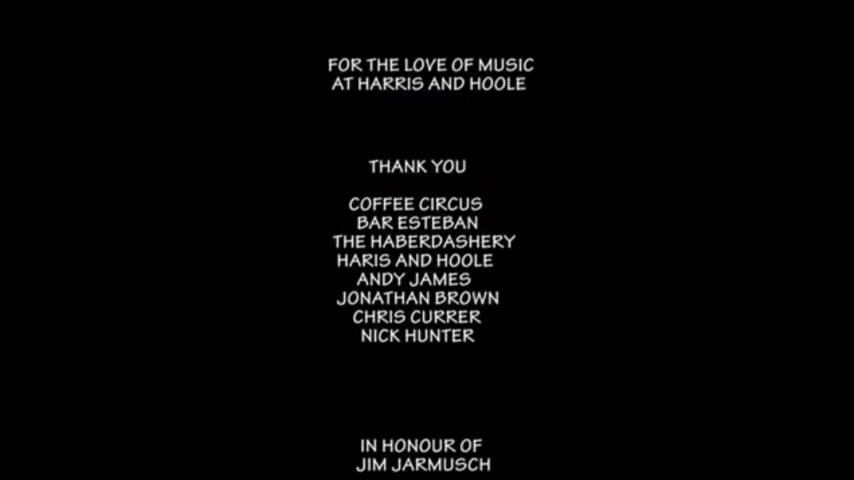 FOR THE LOVE OF MUSIC
AT HARRIS AND HOOLE
THANK YOU
COFFEE CIRCUS
BAR ESTEBAN
THE HABERDASHERY
HARIS AND HOOLE
ANDY JAMES
JONATHAN BROWN
CHRIS CURRER
NICK HUNTER
IN HONOUR OF
JIM JARMUSCH